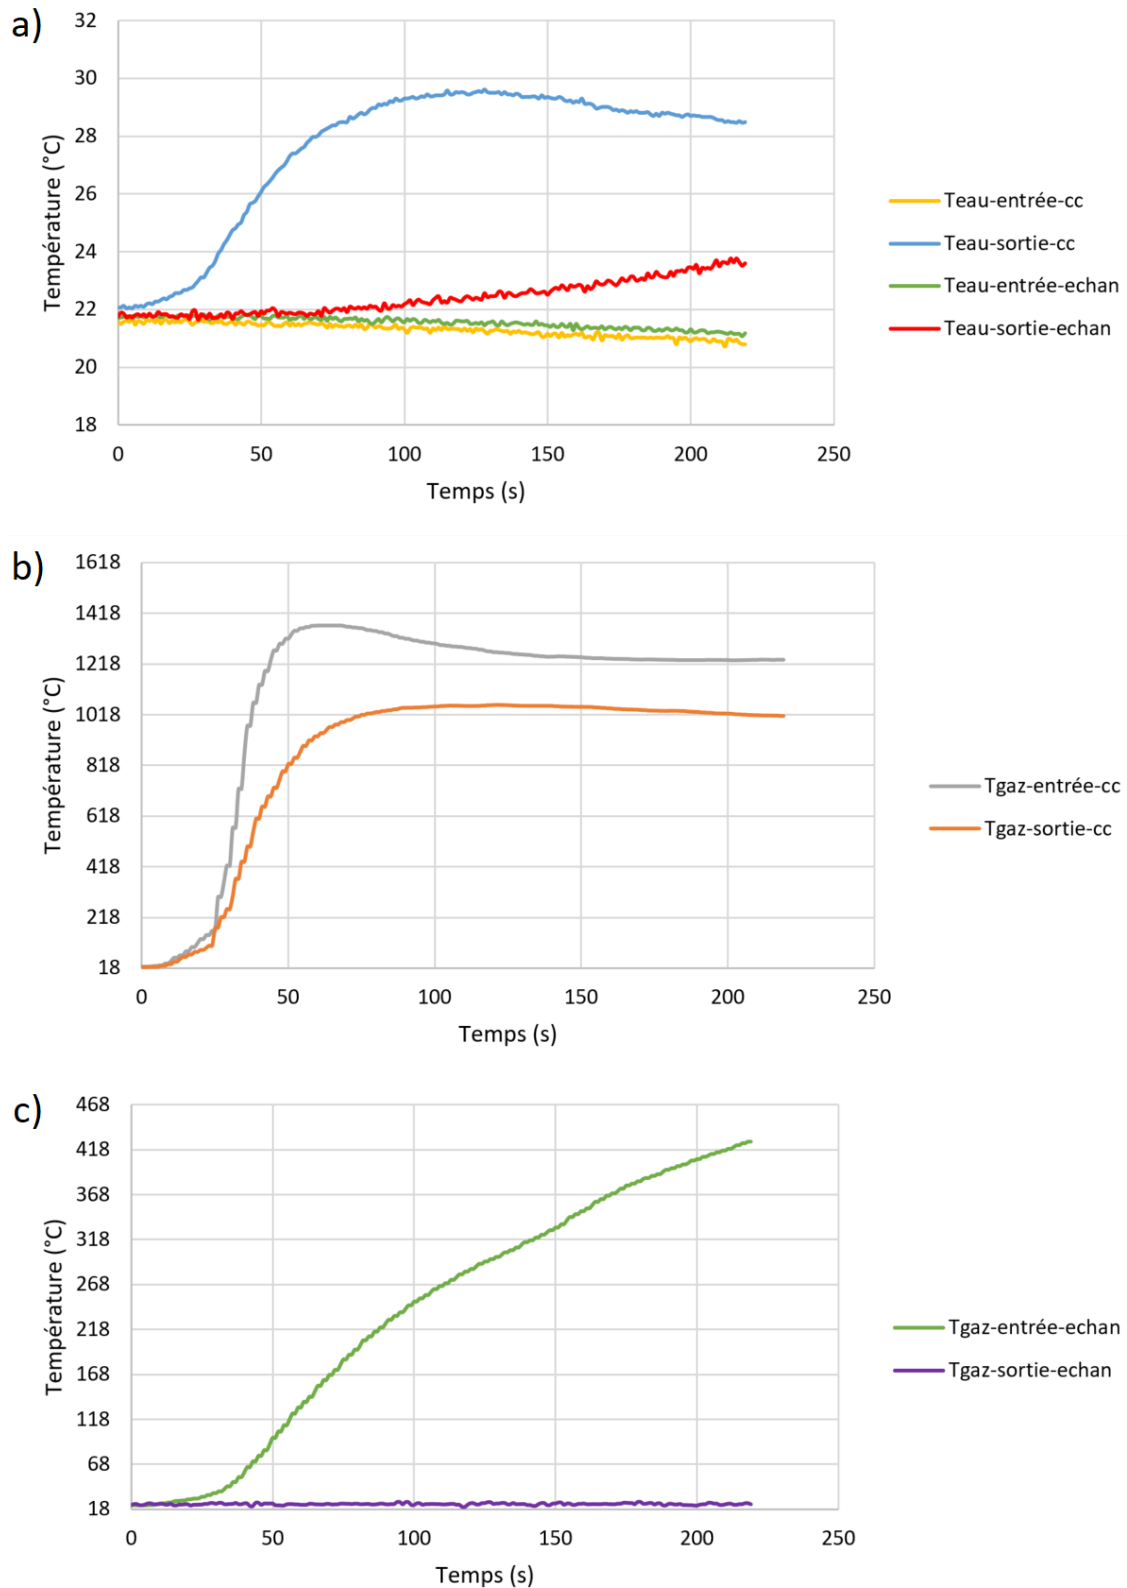 a)
32
30
28
26
24
22
20
18
Température (°C)
0 50 100 150 200 250
Temps (s)
Teau-entrée-cc
Teau-sortie-cc
Teau-entrée-echan
Teau-sortie-echan
b)
1618
1418
1218
1018
818
618
418
218
18
Température (°C)
0 50 100 150 200 250
Temps (s)
Tgaz-entrée-cc
Tgaz-sortie-cc
c)
468
418
368
318
268
218
168
118
68
18
Température (°C)
0 50 100 150 200 250
Temps (s)
Tgaz-entrée-echan
Tgaz-sortie-echan